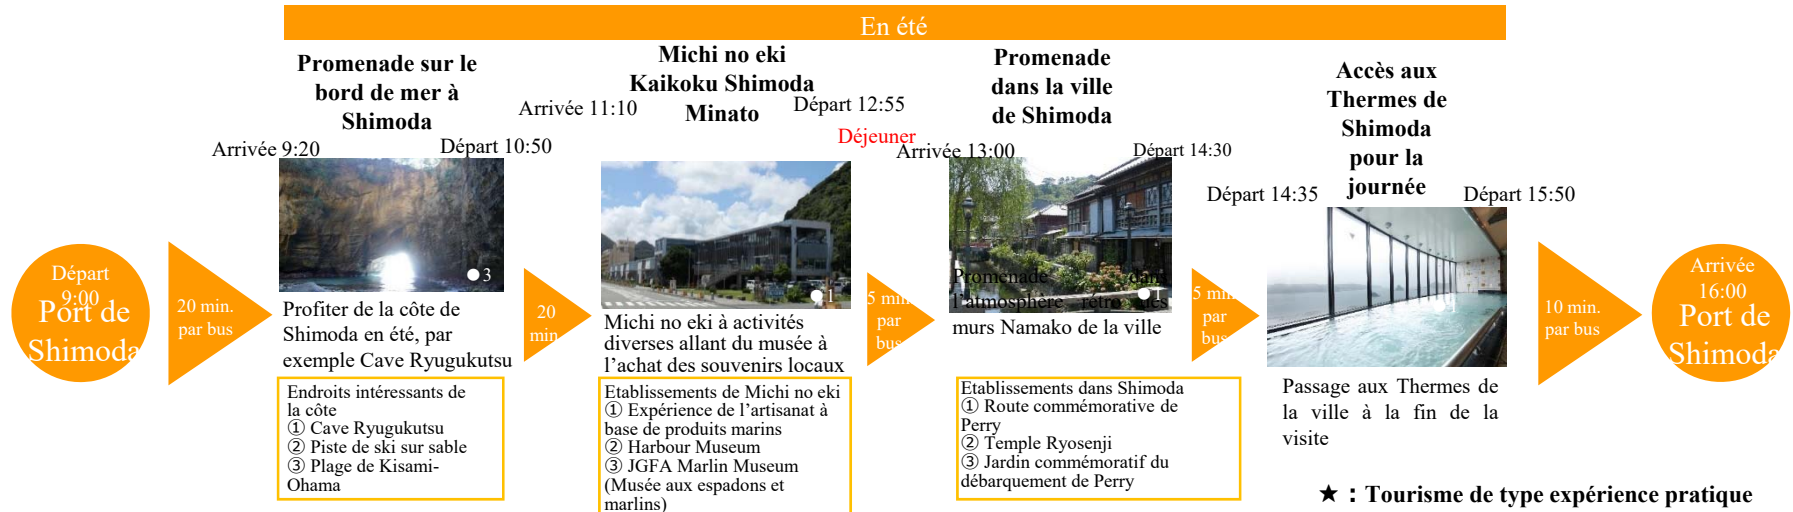 En été
Promenade sur le
bord de mer à
Shimoda
Arrivée 9:20
Départ 10:50
Michi no eki
Kaikoku Shimoda
Minato
Arrivée 11:10
Départ 12:55
Déjeuner
Promenade
dans la ville
de Shimoda
Arrivée 13:00
Départ 14:30
Accès aux
Thermes de
Shimoda
pour la
journée
Départ 14:35
Départ 15:50
Départ
9:00
Port de
Shimoda
20 min.
par bus
3
Profiter de la côte de
Shimoda en été, par
exemple Cave Ryugukutsu
Endroits intéressants de
la côte
① Cave Ryugukutsu
② Piste de ski sur sable
③ Plage de Kisami-
Ohama
20
min
1
Michi no eki à activités
diverses allant du musée à
l’achat des souvenirs locaux
Etablissements de Michi no eki
① Expérience de l’artisanat à
base de produits marins
② Harbour Museum
③ JGFA Marlin Museum
(Musée aux espadons et
marlins)
5 min
par
bus
Promenade dans
l’atmosphère rétro des
murs Namako de la ville
1
Etablissements dans Shimoda
① Route commémorative de
Perry
② Temple Ryosenji
③ Jardin commémoratif du
débarquement de Perry
5 min
par
bus
Passage aux Thermes de
la ville à la fin de la
visite
10 min.
par bus
Arrivée
16:00
Port de
Shimoda
★ : Tourisme de type expérience pratique